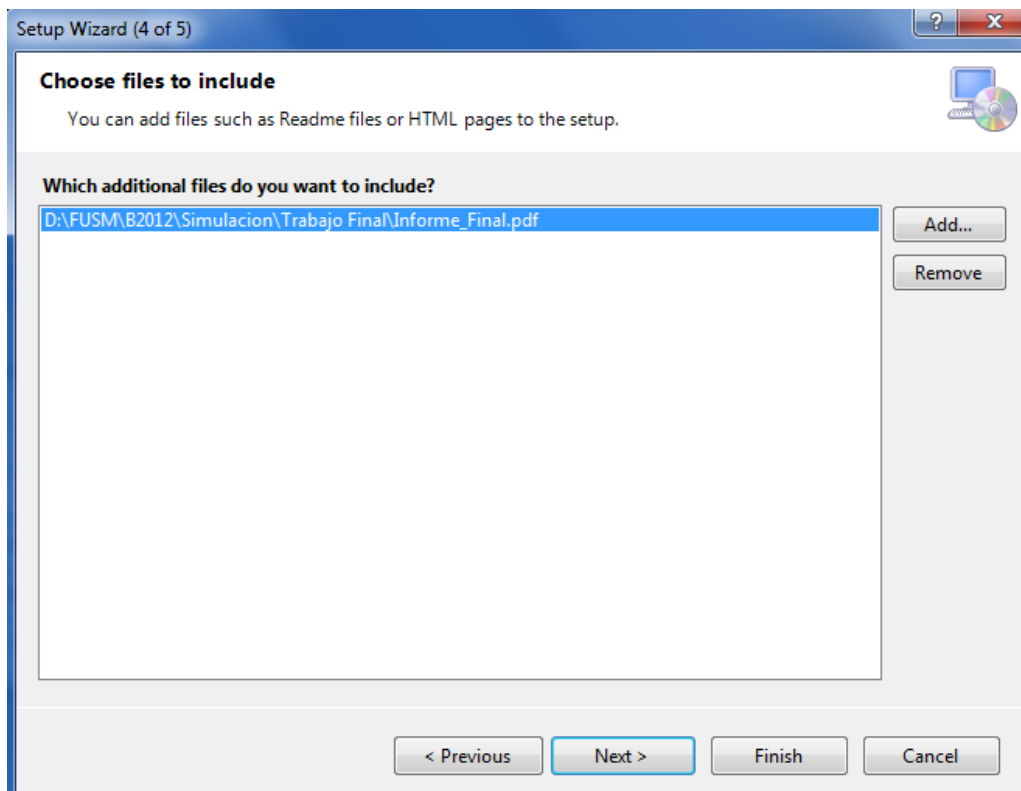 Setup Wizard (4 of 5)
?
X
Choose files to include
You can add files such as Readme files or HTML pages to the setup.
Which additional files do you want to include?
D:\FUSM\B2012\Simulacion\Trabajo Final\Informe_Final.pdf
Add...
Remove
< Previous
Next >
Finish
Cancel